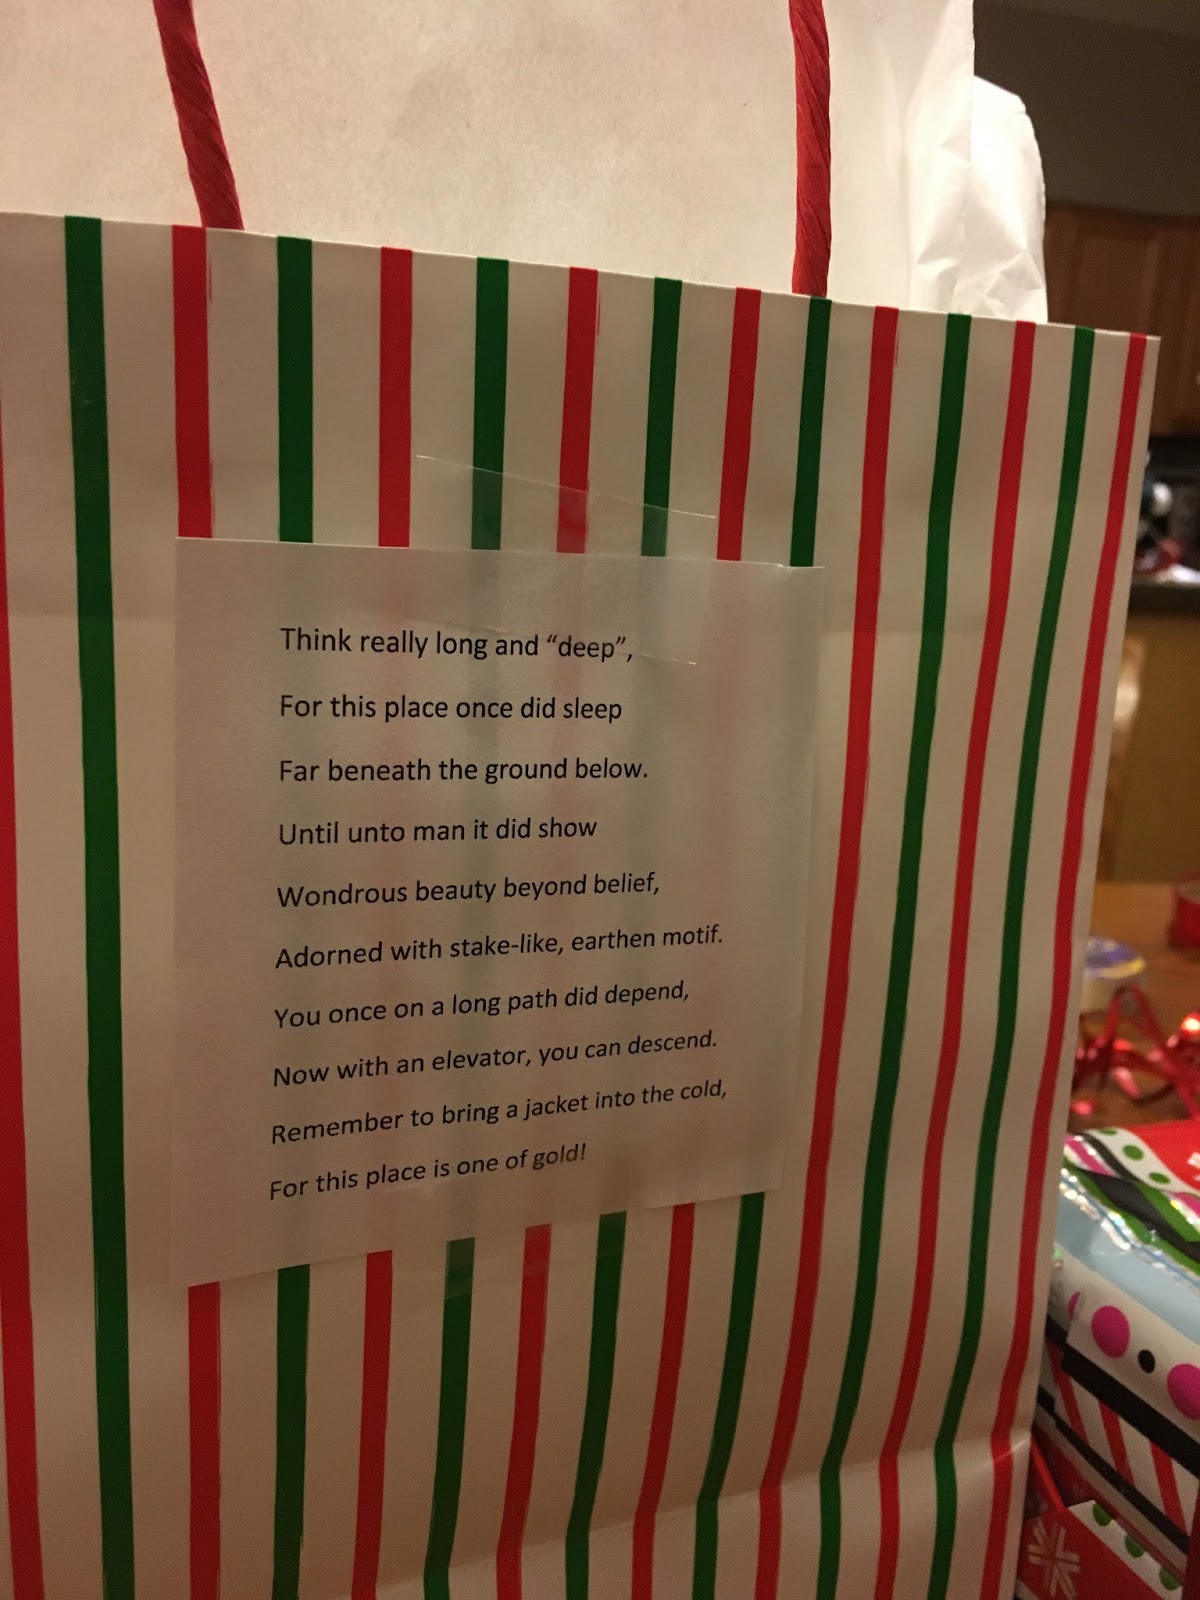 Think really long and “deep”,
For this place once did sleep
Far beneath the ground below.
Until unto man it did show
Wondrous beauty beyond belief,
Adorned with stake-like, earthen motif.
You once on a long path did depend,
Now with an elevator, you can descend.
Remember to bring a jacket into the cold,
For this place is one of gold!